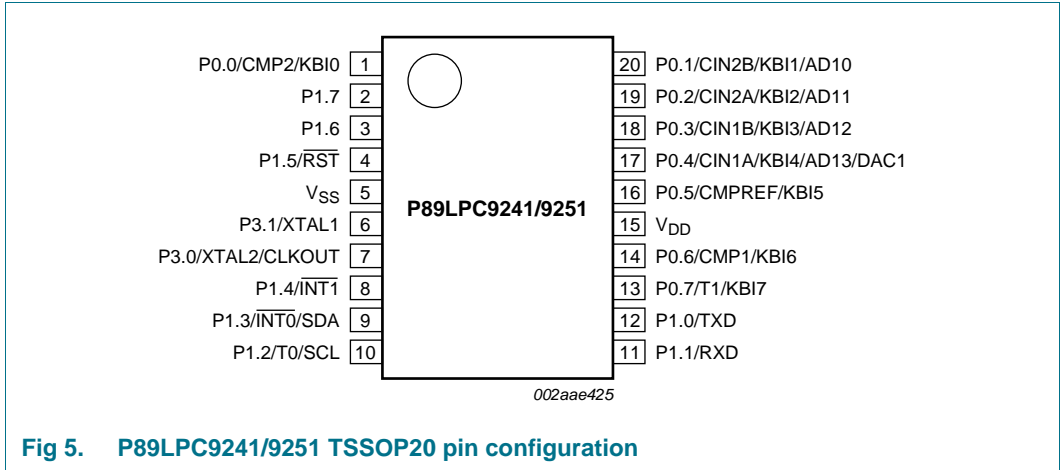 P0.0/CMP2/KBI0 1 20 P0.1/CIN2B/KBI1/AD10
P1.7 2 19 P0.2/CIN2A/KBI2/AD11
P1.6 3 18 P0.3/CIN1B/KBI3/AD12
P1.5/R̅S̅T̅ 4 17 P0.4/CIN1A/KBI4/AD13/DAC1
VSS 5 16 P0.5/CMPREF/KBI5
P89LPC9241/9251
P3.1/XTAL1 6 15 VDD
P3.0/XTAL2/CLKOUT 7 14 P0.6/CMP1/KBI6
P1.4/I̅N̅T̅1̅ 8 13 P0.7/T1/KBI7
P1.3/I̅N̅T̅0̅/SDA 9 12 P1.0/TXD
P1.2/T0/SCL 10 11 P1.1/RXD
002aae425
Fig 5. P89LPC9241/9251 TSSOP20 pin configuration